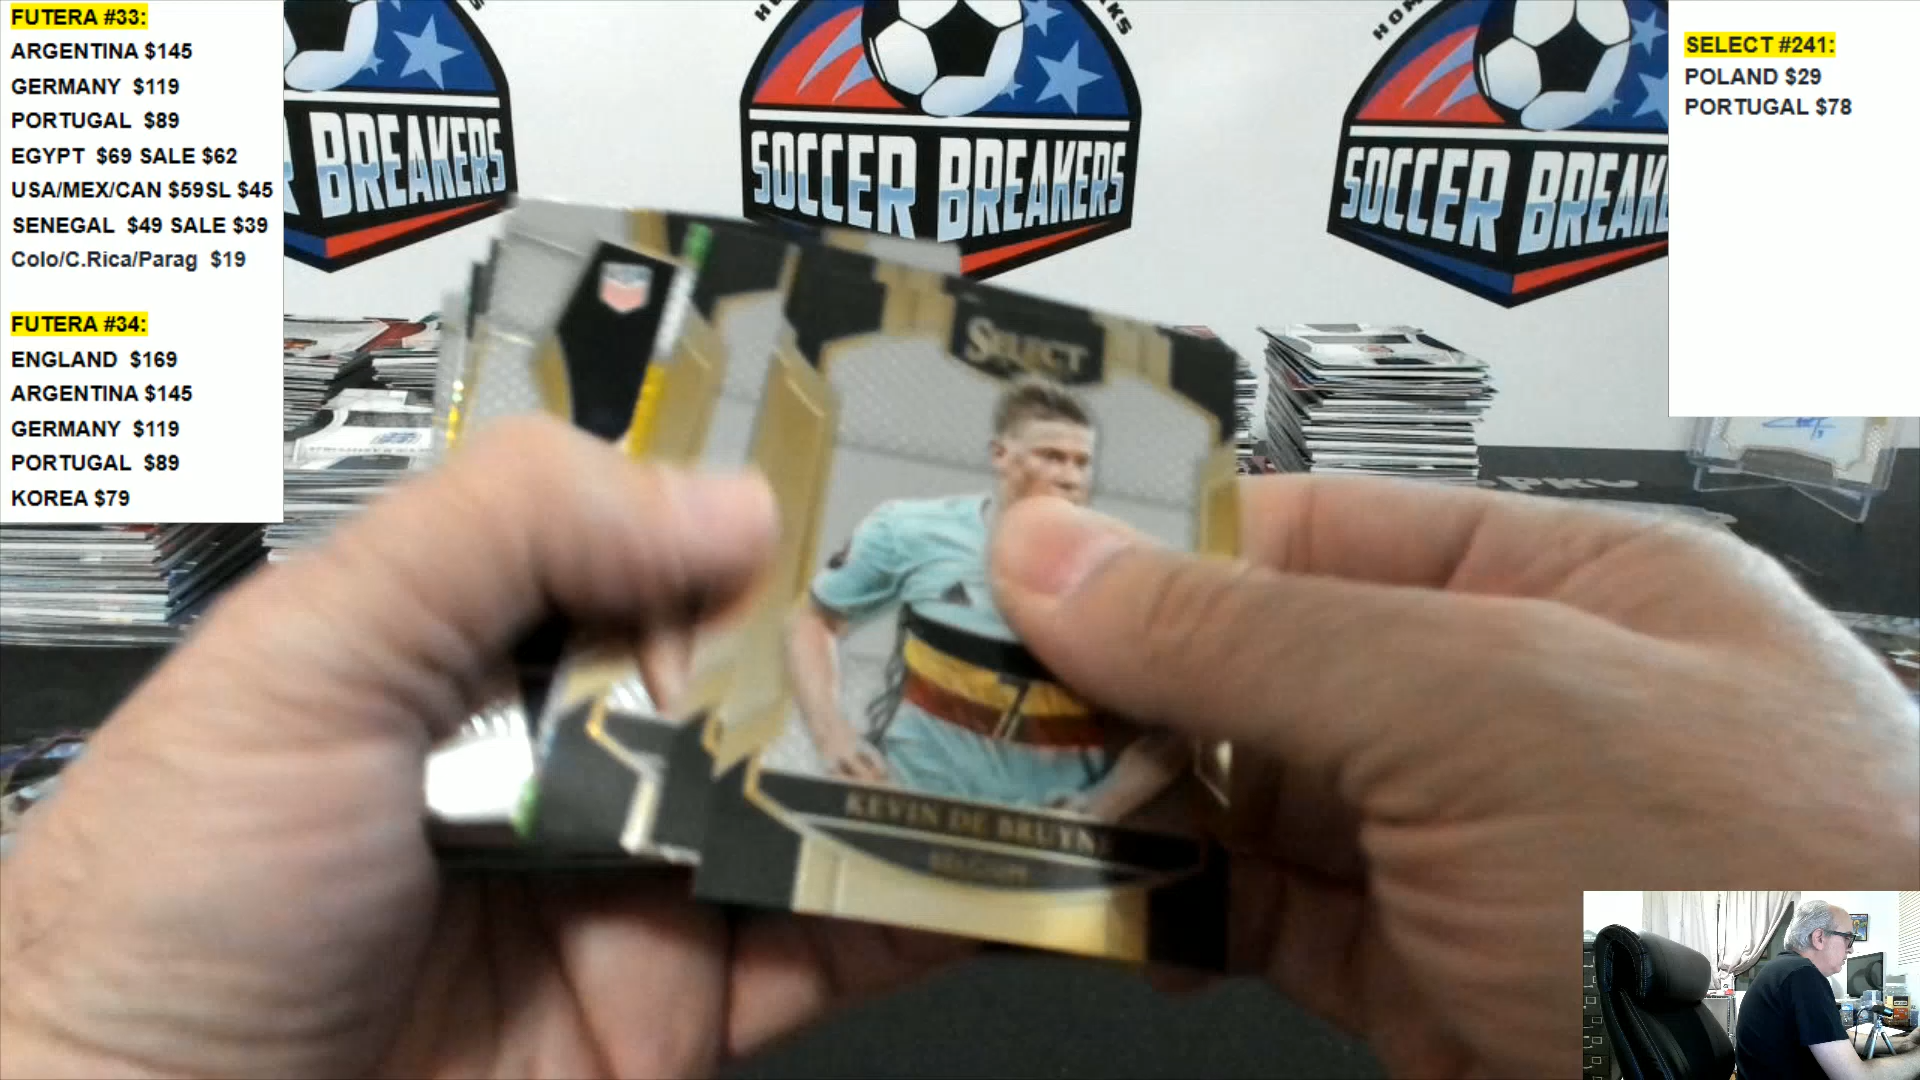 FUTERA #33:
ARGENTINA $145
GERMANY $119
PORTUGAL $89
EGYPT $69 SALE $62
USA/MEX/CAN $59SL $45
SENEGAL $49 SALE $39
Colo/C.Rica/Parag $19
FUTERA #34:
ENGLAND $169
ARGENTINA $145
GERMANY $119
PORTUGAL $89
KOREA $79
BREAKERS
SOCCER BREAKERS
SOCCER BREAKE
SELECT #241:
POLAND $29
PORTUGAL $78
SELECT
7
KEVIN DE BRUYNE